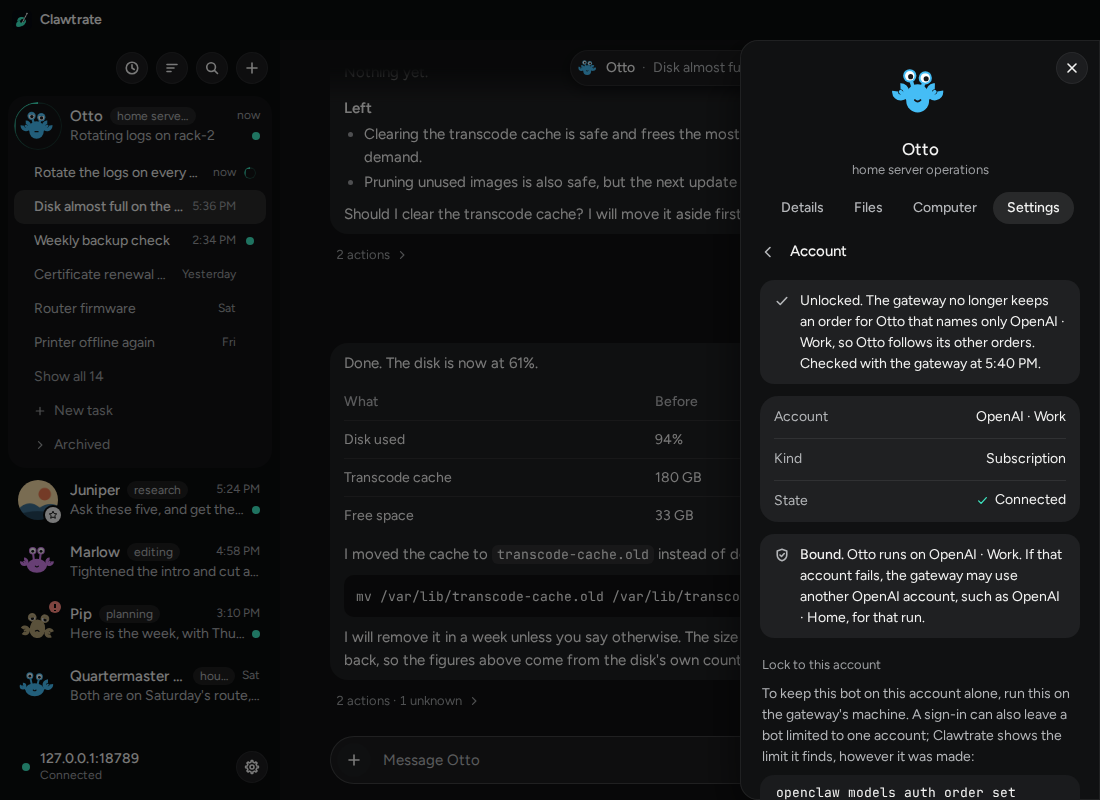 Clawtrate
Otto home serve... now
Rotating logs on rack-2
Rotate the logs on every ... now
Disk almost full on the ... 5:36 PM
Weekly backup check 2:34 PM
Certificate renewal ... Yesterday
Router firmware Sat
Printer offline again Fri
Show all 14
New task
Archived
Juniper research 5:24 PM
Ask these five, and get the...
Marlow editing 4:58 PM
Tightened the intro and cut a...
Pip planning 3:10 PM
Here is the week, with Thu...
Quartermaster ... hou... Sat
Both are on Saturday's route,...
127.0.0.1:18789
Connected
Otto · Disk almost fu
Nothing yet.
Left
Clearing the transcode cache is safe and frees the most
demand.
Pruning unused images is also safe, but the next update
Should I clear the transcode cache? I will move it aside first
2 actions
Done. The disk is now at 61%.
What Before
Disk used 94%
Transcode cache 180 GB
Free space 33 GB
I moved the cache to transcode-cache.old instead of d
mv /var/lib/transcode-cache.old /var/lib/transco
I will remove it in a week unless you say otherwise. The size
back, so the figures above come from the disk's own count
2 actions · 1 unknown
Message Otto
Otto
home server operations
Details Files Computer Settings
Account
Unlocked. The gateway no longer keeps
an order for Otto that names only OpenAI ·
Work, so Otto follows its other orders.
Checked with the gateway at 5:40 PM.
Account OpenAI · Work
Kind Subscription
State Connected
Bound. Otto runs on OpenAI · Work. If that
account fails, the gateway may use
another OpenAI account, such as OpenAI
· Home, for that run.
Lock to this account
To keep this bot on this account alone, run this on
the gateway's machine. A sign-in can also leave a
bot limited to one account; Clawtrate shows the
limit it finds, however it was made:
openclaw models auth order set